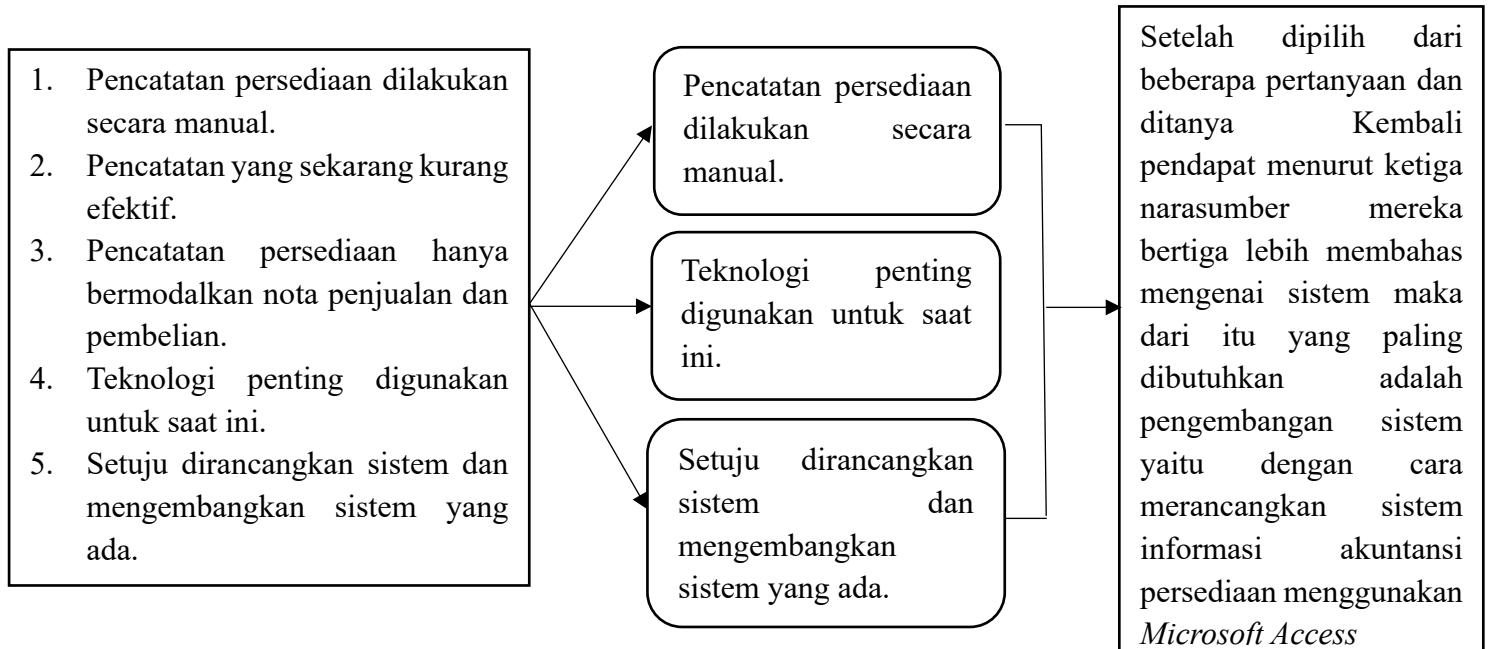 1. Pencatatan persediaan dilakukan
secara manual.
2. Pencatatan yang sekarang kurang
efektif.
3. Pencatatan persediaan hanya
bermodalkan nota penjualan dan
pembelian.
4. Teknologi penting digunakan
untuk saat ini.
5. Setuju dirancangkan sistem dan
mengembangkan sistem yang
ada.
Pencatatan persediaan
dilakukan secara
manual.
Teknologi penting
digunakan untuk saat
ini.
Setuju dirancangkan
sistem dan
mengembangkan
sistem yang ada.
Setelah dipilih dari
beberapa pertanyaan dan
ditanya Kembali
pendapat menurut ketiga
narasumber mereka
bertiga lebih membahas
mengenai sistem maka
dari itu yang paling
dibutuhkan adalah
pengembangan sistem
yaitu dengan cara
merancangkan sistem
informasi akuntansi
persediaan menggunakan
Microsoft Access